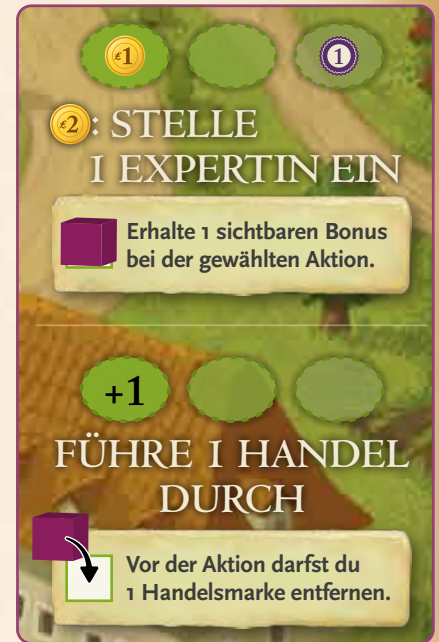 £1 1
£2 : STELLE
1 EXPERTIN EIN
Erhalte 1 sichtbaren Bonus
bei der gewählten Aktion.
+1
FÜHRE 1 HANDEL
DURCH
Vor der Aktion darfst du
1 Handelsmarke entfernen.